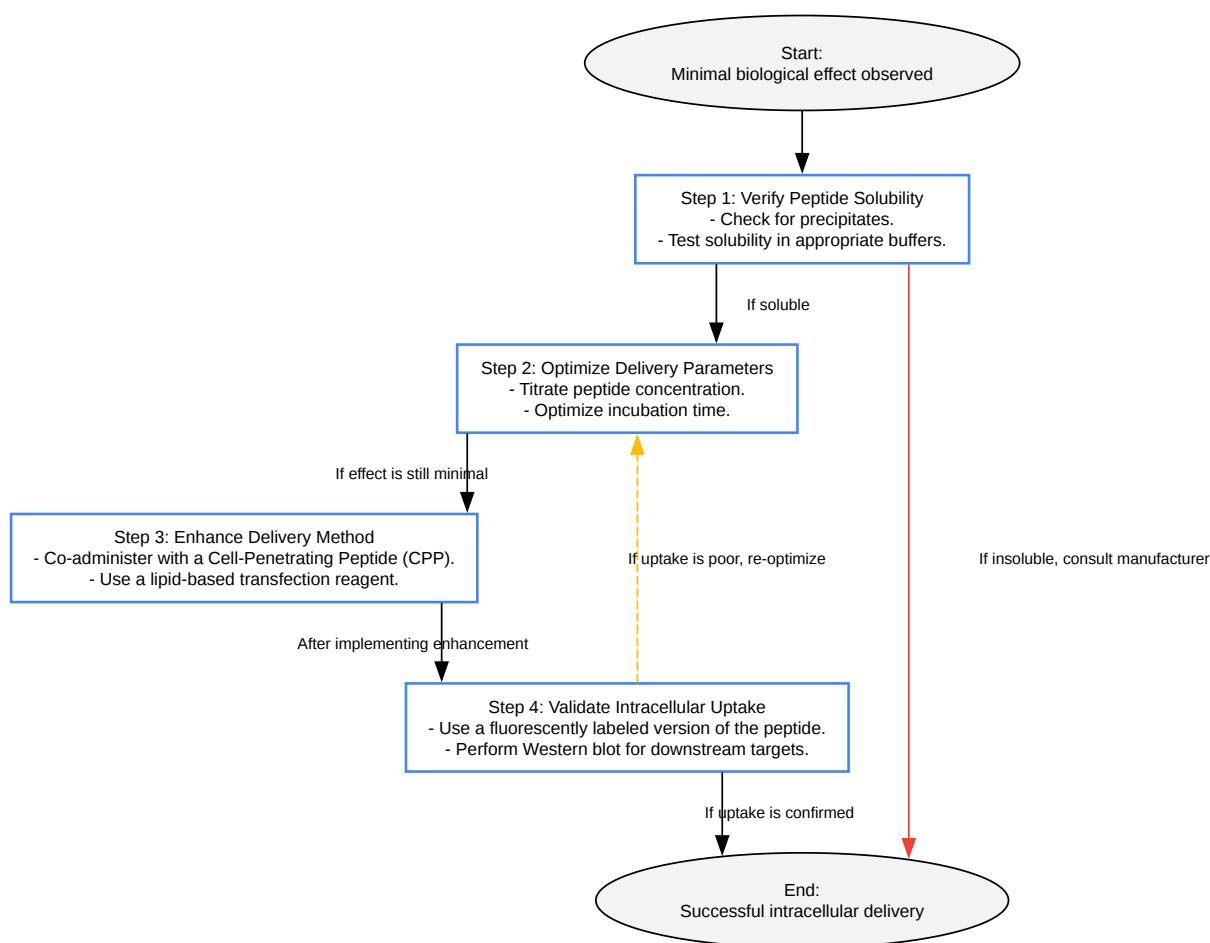 Start:
Minimal biological effect observed
Step 1: Verify Peptide Solubility
- Check for precipitates.
- Test solubility in appropriate buffers.
If soluble
Step 2: Optimize Delivery Parameters
- Titrate peptide concentration.
- Optimize incubation time.
If effect is still minimal
Step 3: Enhance Delivery Method
- Co-administer with a Cell-Penetrating Peptide (CPP).
- Use a lipid-based transfection reagent.
If uptake is poor, re-optimize
If insoluble, consult manufacturer
After implementing enhancement
Step 4: Validate Intracellular Uptake
- Use a fluorescently labeled version of the peptide.
- Perform Western blot for downstream targets.
If uptake is confirmed
End:
Successful intracellular delivery